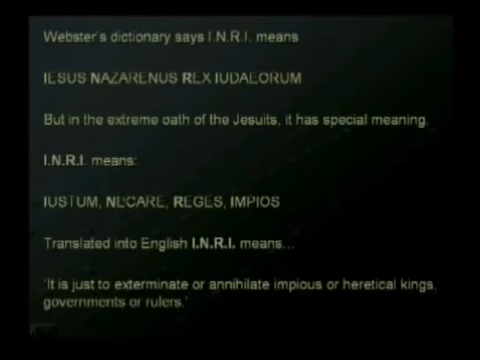 Webster's dictionary says I.N.R.I. means
IESUS NAZARENUS REX IUDAEORUM
But in the extreme oath of the Jesuits, it has special meaning.
I.N.R.I. means:
IUSTUM, NECARE, REGES, IMPIOS
Translated into English I.N.R.I. means...
'It is just to exterminate or annihilate impious or heretical kings,
governments or rulers.'